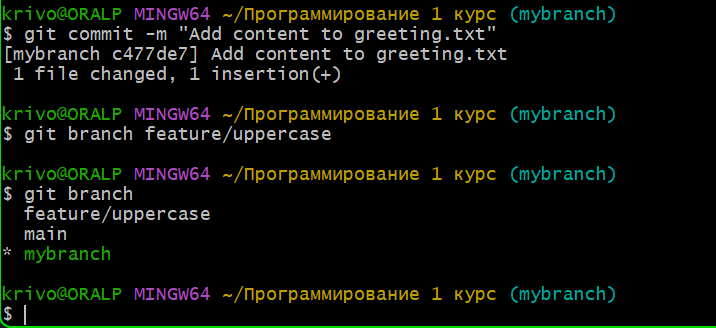 krivo@ORALP MINGW64 ~/Программирование 1 курс (mybranch)
$ git commit -m "Add content to greeting.txt"
[mybranch c477de7] Add content to greeting.txt
 1 file changed, 1 insertion(+)
krivo@ORALP MINGW64 ~/Программирование 1 курс (mybranch)
$ git branch feature/uppercase
krivo@ORALP MINGW64 ~/Программирование 1 курс (mybranch)
$ git branch
  feature/uppercase
  main
* mybranch
krivo@ORALP MINGW64 ~/Программирование 1 курс (mybranch)
$